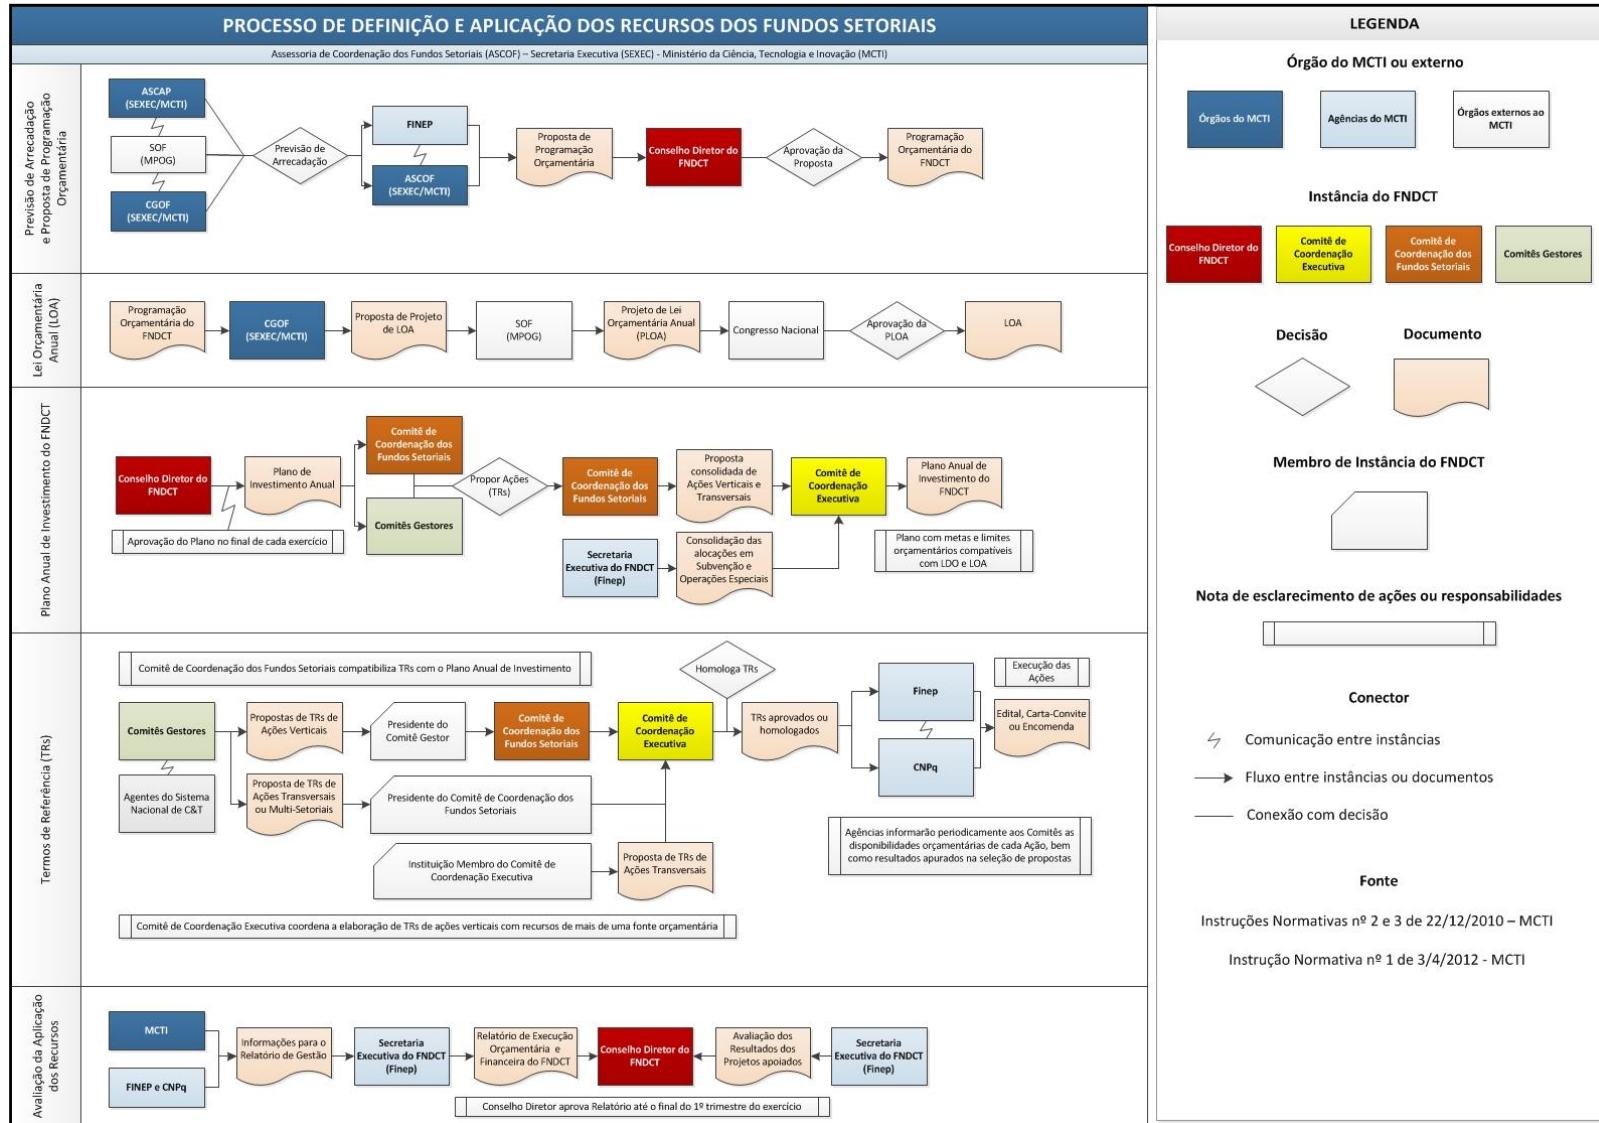 PROCESSO DE DEFINIÇÃO E APLICAÇÃO DOS RECURSOS DOS FUNDOS SETORIAIS
Assessoria de Coordenação dos Fundos Setoriais (ASCOF) – Secretaria Executiva (SEXEC) - Ministério da Ciência, Tecnologia e Inovação (MCTI)
Previsão de Arrecadação
e Proposta de Programação
Orçamentária
ASCAP
(SEXEC/MCTI)
SOF
(MPOG)
CGOF
(SEXEC/MCTI)
Previsão de
Arrecadação
FINEP
ASCOF
(SEXEC/MCTI)
Proposta de
Programação
Orçamentária
Conselho Diretor do
FNDCT
Aprovação da
Proposta
Programação
Orçamentária do
FNDCT
Lei Orçamentária
Anual (LOA)
Programação
Orçamentária do
FNDCT
CGOF
(SEXEC/MCTI)
Proposta de Projeto
de LOA
SOF
(MPOG)
Projeto de Lei
Orçamentária Anual
(PLOA)
Congresso Nacional
Aprovação da
PLOA
LOA
Plano Anual de Investimento do FNDCT
Conselho Diretor do
FNDCT
Aprovação do Plano no final de cada exercício
Plano de
Investimento Anual
Comitê de
Coordenação dos
Fundos Setoriais
Comitês Gestores
Propor Ações
(TRs)
Comitê de
Coordenação dos
Fundos Setoriais
Proposta
consolidada de
Ações Verticais e
Transversais
Comitê de
Coordenação
Executiva
Plano Anual de
Investimento do
FNDCT
Secretaria
Executiva do FNDCT
(Finep)
Consolidação das
alocações em
Subvenção e
Operações Especiais
Plano com metas e limites
orçamentários compatíveis
com LDO e LOA
Termos de Referência (TRs)
Comitê de Coordenação dos Fundos Setoriais compatibiliza TRs com o Plano Anual de Investimento
Homologa TRs
Comitês Gestores
Propostas de TRs de
Ações Verticais
Presidente do
Comitê Gestor
Comitê de
Coordenação dos
Fundos Setoriais
Comitê de
Coordenação
Executiva
TRs aprovados ou
homologados
Finep
CNPq
Execução das
Ações
Edital, Carta-Convite
ou Encomenda
Agentes do Sistema
Nacional de C&T
Proposta de TRs de
Ações Transversais
ou Multi-Setoriais
Presidente do Comitê de Coordenação dos
Fundos Setoriais
Instituição Membro do Comitê de
Coordenação Executiva
Proposta de TRs de
Ações Transversais
Agências informarão periodicamente aos Comitês as
disponibilidades orçamentárias de cada Ação, bem
como resultados apurados na seleção de propostas
Comitê de Coordenação Executiva coordena a elaboração de TRs de ações verticais com recursos de mais de uma fonte orçamentária
Avaliação da Aplicação
dos Recursos
MCTI
FINEP e CNPq
Informações para o
Relatório de Gestão
Secretaria
Executiva do FNDCT
(Finep)
Relatório de Execução
Orçamentária e
Financeira do FNDCT
Conselho Diretor do
FNDCT
Avaliação dos
Resultados dos
Projetos apoiados
Secretaria
Executiva do FNDCT
(Finep)
Conselho Diretor aprova Relatório até o final do 1º trimestre do exercício
LEGENDA
Órgão do MCTI ou externo
Órgãos do MCTI
Agências do MCTI
Órgãos externos ao
MCTI
Instância do FNDCT
Conselho Diretor do
FNDCT
Comitê de
Coordenação
Executiva
Comitê de
Coordenação dos
Fundos Setoriais
Comitês Gestores
Decisão
Documento
Membro de Instância do FNDCT
Nota de esclarecimento de ações ou responsabilidades
Conector
Comunicação entre instâncias
Fluxo entre instâncias ou documentos
Conexão com decisão
Fonte
Instruções Normativas nº 2 e 3 de 22/12/2010 – MCTI
Instrução Normativa nº 1 de 3/4/2012 - MCTI